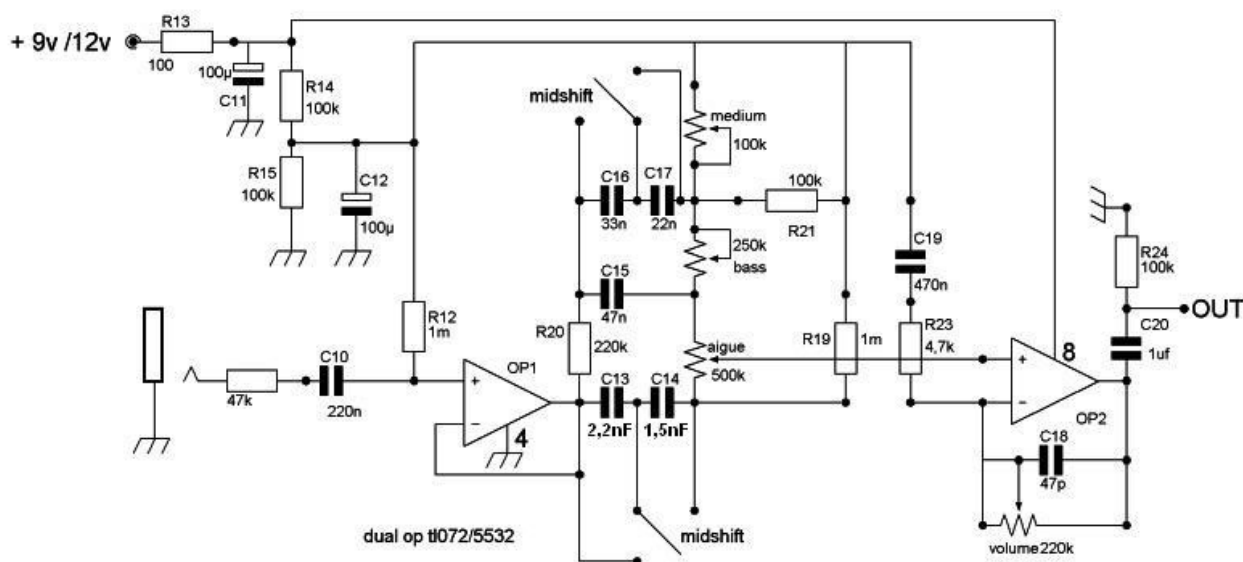 R13
+ 9v /12v
100
100µ
C11
R14
100k
R15
100k
C12
100µ
midshift
medium
100k
C16
33n
C17
22n
100k
R21
250k
bass
C15
47n
C19
470n
R24
100k
OUT
C20
1uf
R12
1m
R20
220k
aigue
500k
R19
1m
R23
4,7k
C10
220n
47k
OP1
+
-
4
C13
2,2nF
C14
1,5nF
+
-
8
OP2
C18
47p
volume 220k
dual op tl072/5532
midshift